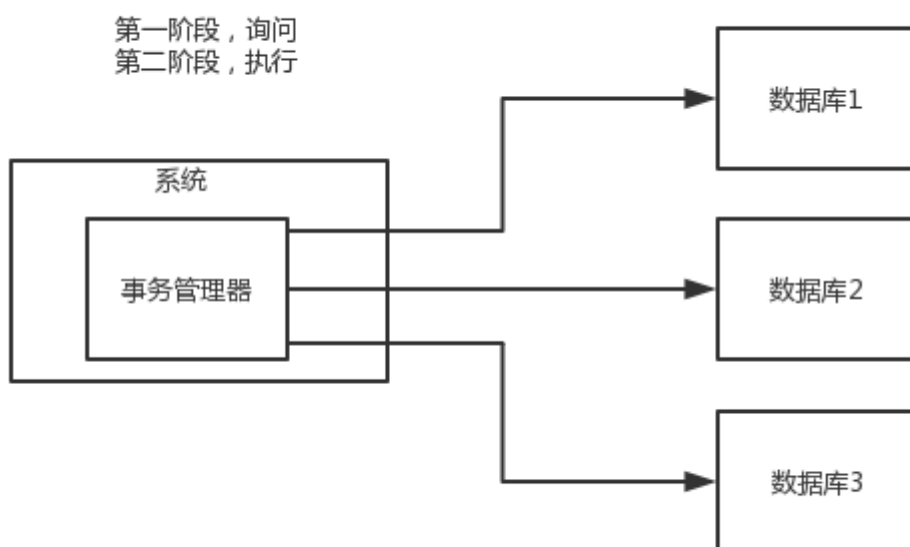 第一阶段，询问
第二阶段，执行
系统
事务管理器
数据库1
数据库2
数据库3